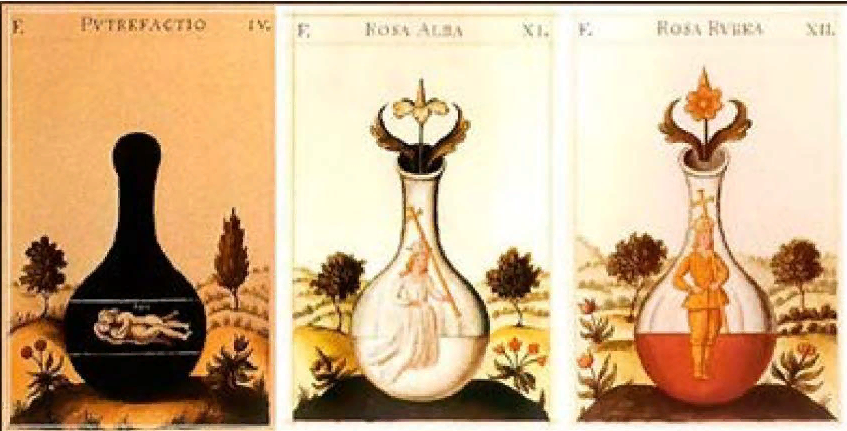 F. PVTREFACTIO IV.
F. ROSA ALBA XI.
F. ROSA RVBEA XII.